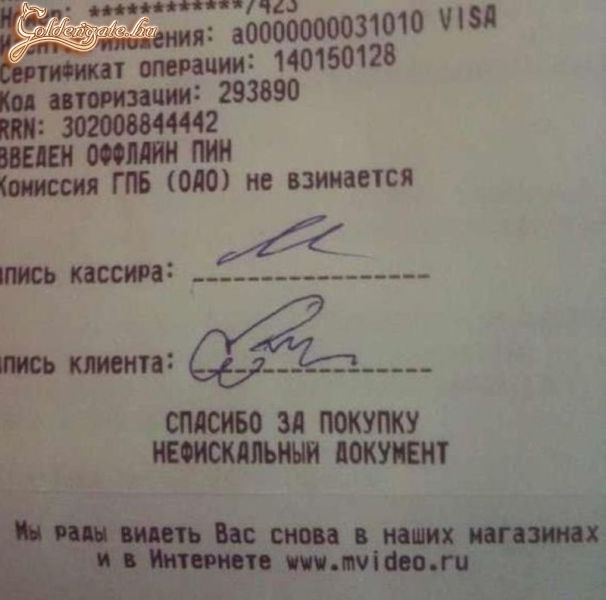 Goldengate.hu
************/423
приложения: a0000000031010 VISA
Сертификат операции: 140150128
Код авторизации: 293890
RRN: 302008844442
ВВЕДЕН ОФФЛАЙН ПИН
Комиссия ГПБ (ОАО) не взимается
пись кассира:
пись клиента:
СПАСИБО ЗА ПОКУПКУ
НЕФИСКАЛЬНЫЙ ДОКУМЕНТ
Мы рады видеть Вас снова в наших магазинах
и в Интернете www.mvideo.ru